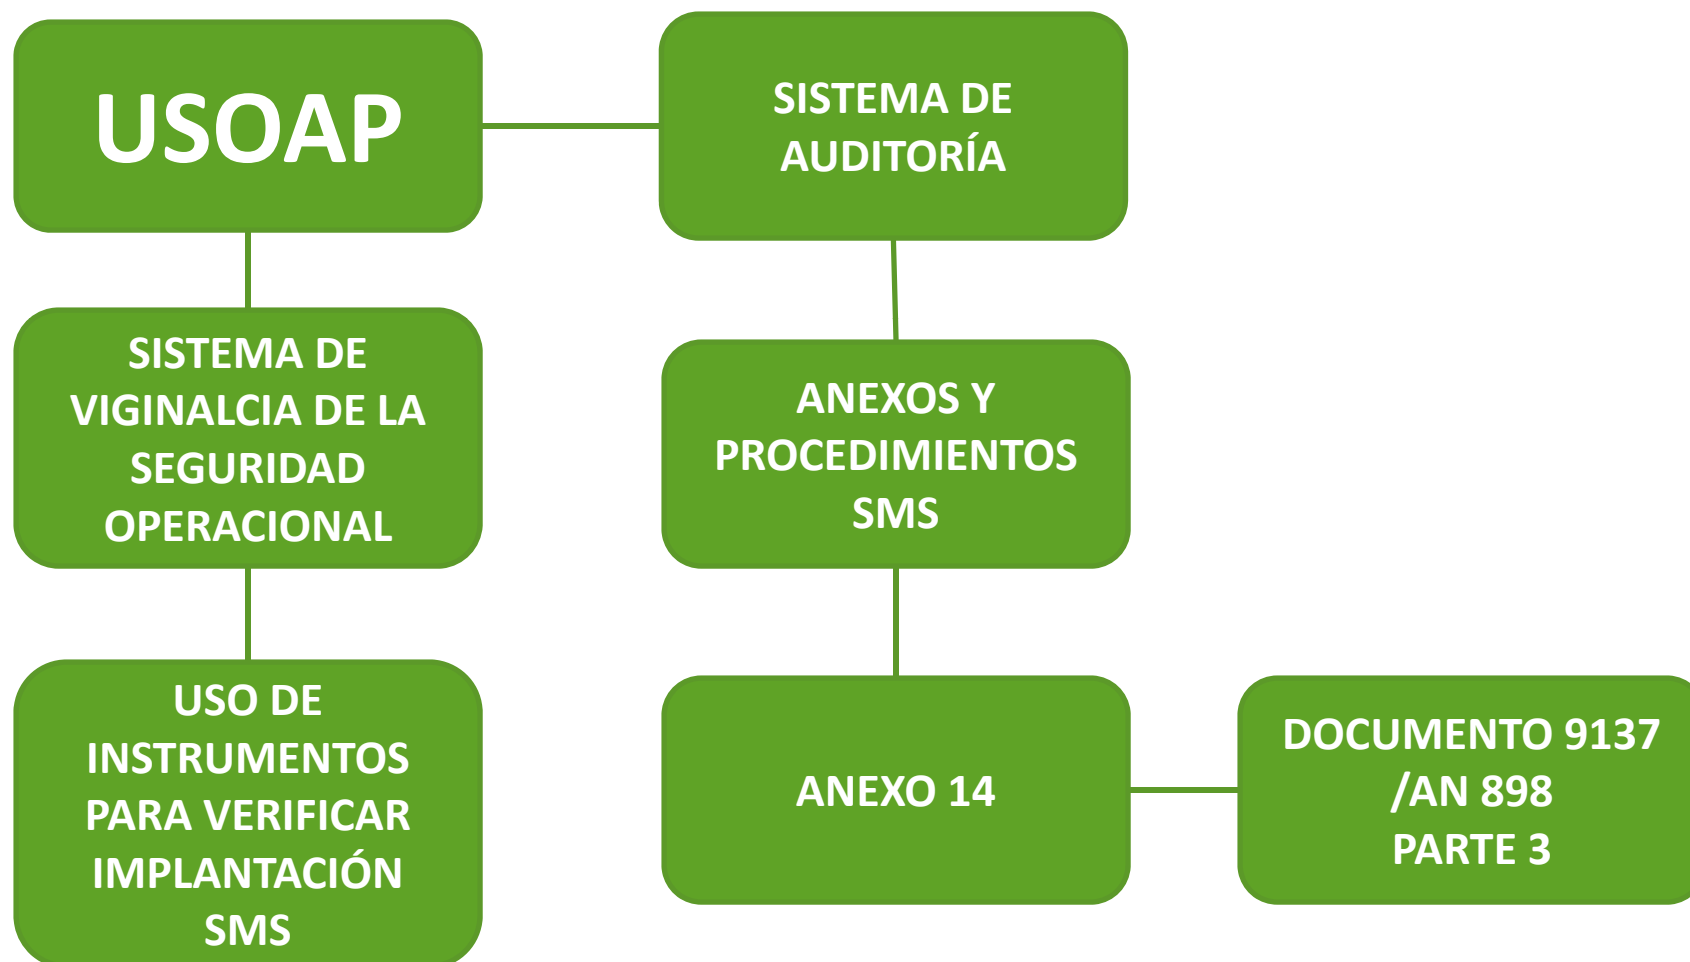 USOAP
SISTEMA DE
AUDITORÍA
SISTEMA DE
VIGINALCIA DE LA
SEGURIDAD
OPERACIONAL
ANEXOS Y
PROCEDIMIENTOS
SMS
USO DE
INSTRUMENTOS
PARA VERIFICAR
IMPLANTACIÓN
SMS
ANEXO 14
DOCUMENTO 9137
/AN 898
PARTE 3